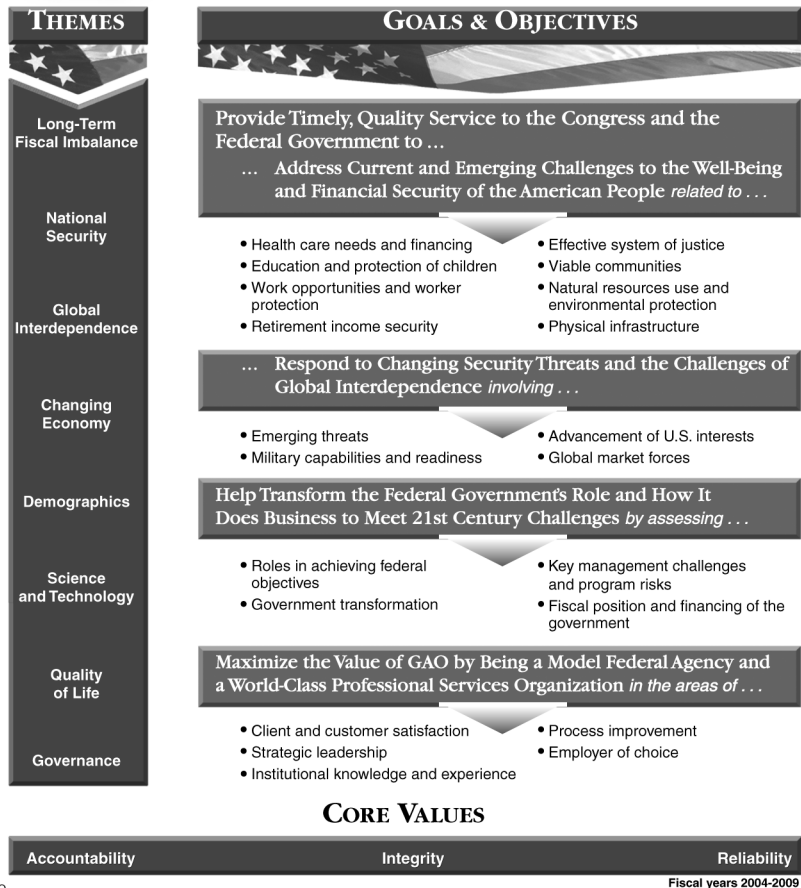 THEMES
Long-Term
Fiscal Imbalance
National
Security
Global
Interdependence
Changing
Economy
Demographics
Science
and Technology
Quality
of Life
Governance
GOALS & OBJECTIVES
Provide Timely, Quality Service to the Congress and the
Federal Government to ...
... Address Current and Emerging Challenges to the Well-Being
and Financial Security of the American People related to . . .
• Health care needs and financing
• Education and protection of children
• Work opportunities and worker
protection
• Retirement income security
• Effective system of justice
• Viable communities
• Natural resources use and
environmental protection
• Physical infrastructure
... Respond to Changing Security Threats and the Challenges of
Global Interdependence involving . . .
• Emerging threats
• Military capabilities and readiness
• Advancement of U.S. interests
• Global market forces
Help Transform the Federal Government's Role and How It
Does Business to Meet 21st Century Challenges by assessing . . .
• Roles in achieving federal
objectives
• Government transformation
• Key management challenges
and program risks
• Fiscal position and financing of the
government
Maximize the Value of GAO by Being a Model Federal Agency and
a World-Class Professional Services Organization in the areas of . . .
• Client and customer satisfaction
• Strategic leadership
• Institutional knowledge and experience
• Process improvement
• Employer of choice
CORE VALUES
Accountability Integrity Reliability
Fiscal years 2004-2009